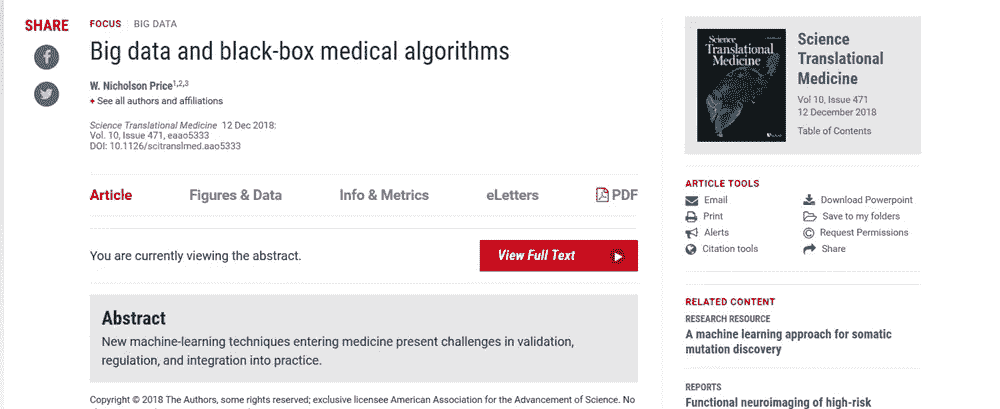 SHARE
FOCUS BIG DATA
Big data and black-box medical algorithms
W. Nicholson Price1,2,3
+ See all authors and affiliations
Science Translational Medicine 12 Dec 2018:
Vol. 10, Issue 471, eaao5333
DOI: 10.1126/scitranslmed.aao5333
Article Figures & Data Info & Metrics eLetters PDF
You are currently viewing the abstract.
View Full Text
Abstract
New machine-learning techniques entering medicine present challenges in validation,
regulation, and integration into practice.
Copyright © 2018 The Authors, some rights reserved; exclusive licensee American Association for the Advancement of Science. No
Science
Translational
Medicine
Science
Translational
Medicine
Vol 10, Issue 471
12 December 2018
Table of Contents
ARTICLE TOOLS
Email
Download Powerpoint
Print
Save to my folders
Alerts
Request Permissions
Citation tools
Share
RELATED CONTENT
RESEARCH RESOURCE
A machine learning approach for somatic
mutation discovery
REPORTS
Functional neuroimaging of high-risk